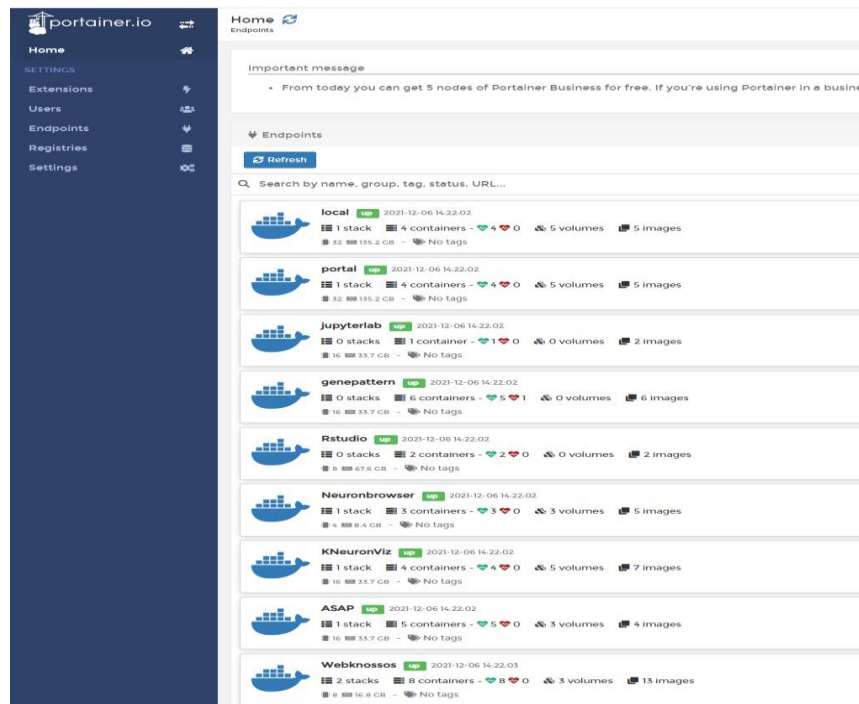 portainer.io
Home
SETTINGS
Extensions
Users
Endpoints
Registries
Settings
Home
Endpoints
Important message
From today you can get 5 nodes of Portainer Business for free. If you're using Portainer in a busine
Endpoints
Refresh
Search by name, group, tag, status, URL...
local up 2021-12-06 14:22:02
1 stack 4 containers - 4 0 5 volumes 5 images
32 135.2 GB - No tags
portal up 2021-12-06 14:22:02
1 stack 4 containers - 4 0 5 volumes 5 images
32 135.2 GB - No tags
jupyterlab up 2021-12-06 14:22:02
0 stacks 1 container - 1 0 0 volumes 2 images
16 33.7 GB - No tags
genepattern up 2021-12-06 14:22:02
0 stacks 6 containers - 5 1 0 volumes 6 images
16 33.7 GB - No tags
Rstudio up 2021-12-06 14:22:02
0 stacks 2 containers - 2 0 0 volumes 2 images
8 67.6 GB - No tags
Neuronbrowser up 2021-12-06 14:22:02
1 stack 3 containers - 3 0 3 volumes 5 images
4 8.4 GB - No tags
KNeuronViz up 2021-12-06 14:22:02
1 stack 4 containers - 4 0 5 volumes 7 images
16 33.7 GB - No tags
ASAP up 2021-12-06 14:22:02
1 stack 5 containers - 5 0 3 volumes 4 images
16 33.7 GB - No tags
Webknossos up 2021-12-06 14:22:03
2 stacks 8 containers - 8 0 3 volumes 13 images
8 16.8 GB - No tags